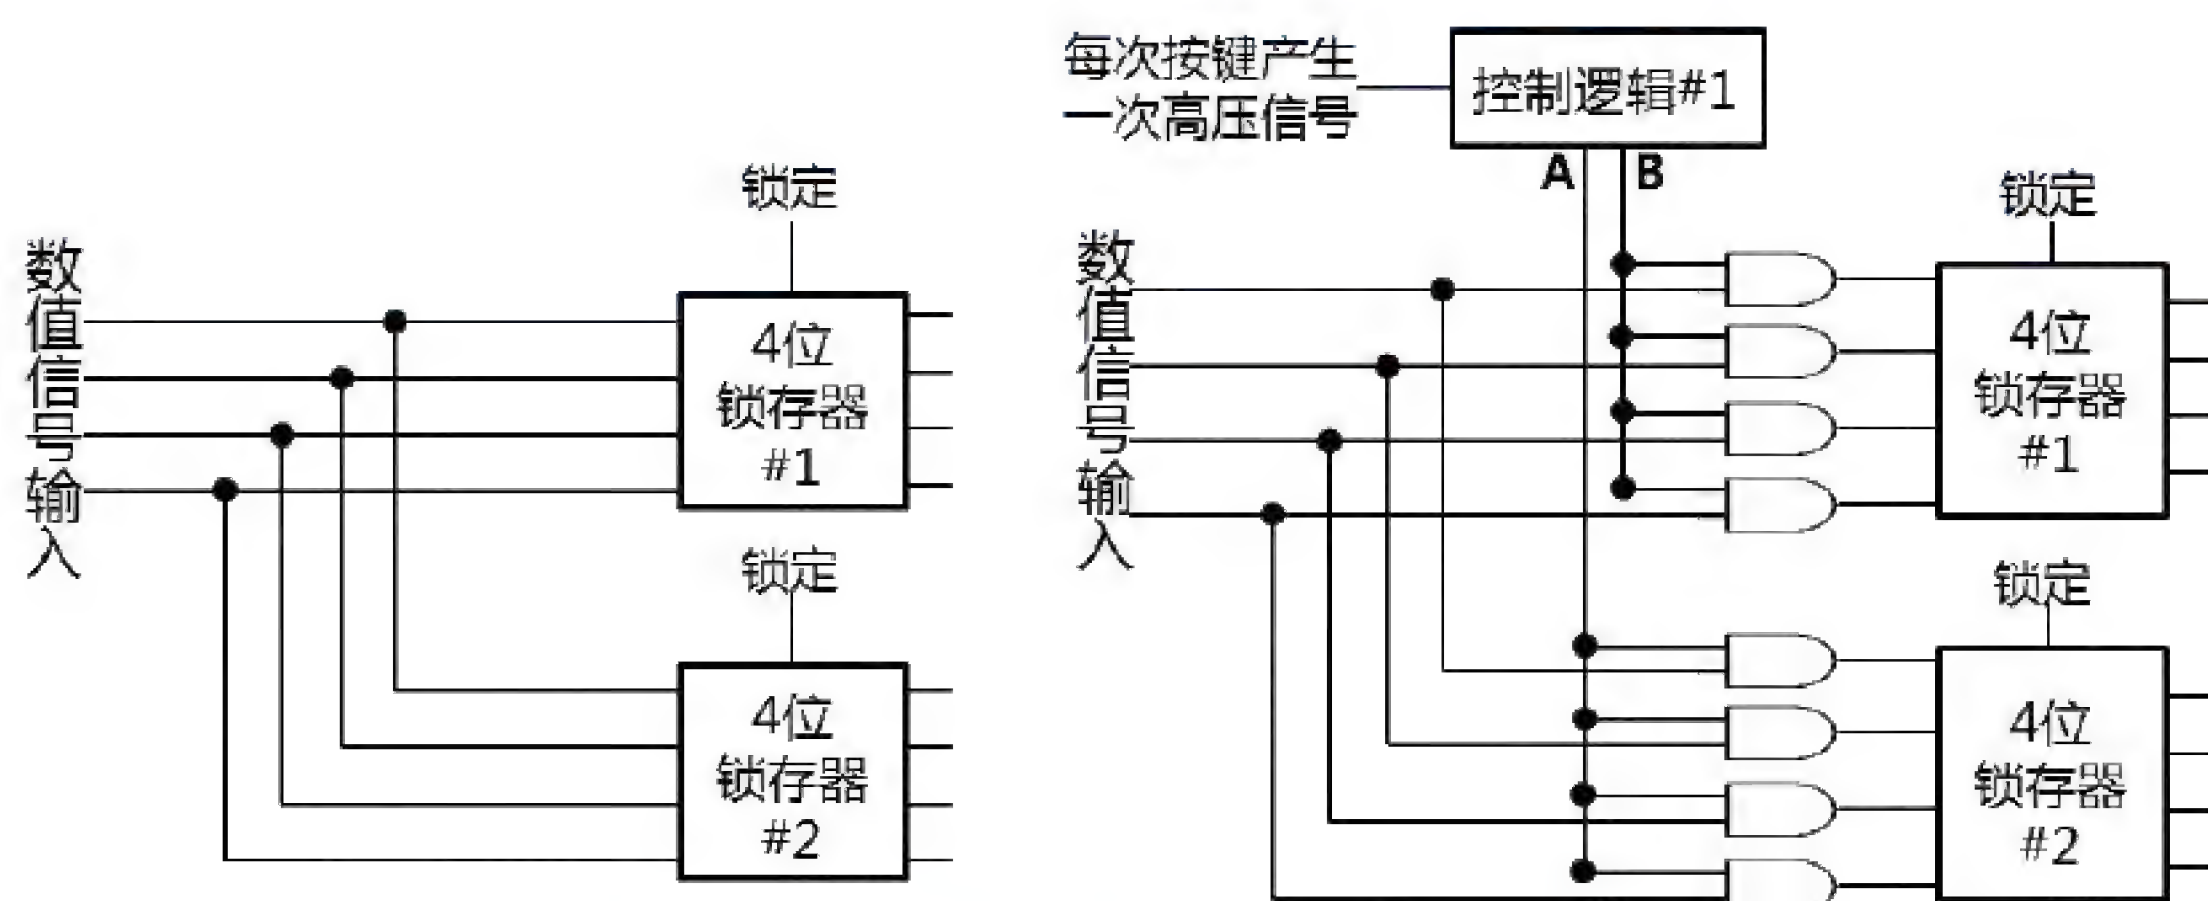 锁定
数值信号输入
4位
锁存器
#1
锁定
4位
锁存器
#2
每次按键产生
一次高压信号
控制逻辑#1
A
B
锁定
数值信号输入
4位
锁存器
#1
锁定
4位
锁存器
#2